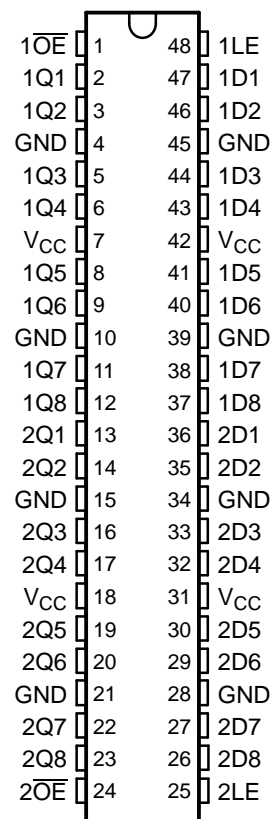 1O̅E̅ 1 48 1LE
1Q1 2 47 1D1
1Q2 3 46 1D2
GND 4 45 GND
1Q3 5 44 1D3
1Q4 6 43 1D4
VCC 7 42 VCC
1Q5 8 41 1D5
1Q6 9 40 1D6
GND 10 39 GND
1Q7 11 38 1D7
1Q8 12 37 1D8
2Q1 13 36 2D1
2Q2 14 35 2D2
GND 15 34 GND
2Q3 16 33 2D3
2Q4 17 32 2D4
VCC 18 31 VCC
2Q5 19 30 2D5
2Q6 20 29 2D6
GND 21 28 GND
2Q7 22 27 2D7
2Q8 23 26 2D8
2O̅E̅ 24 25 2LE